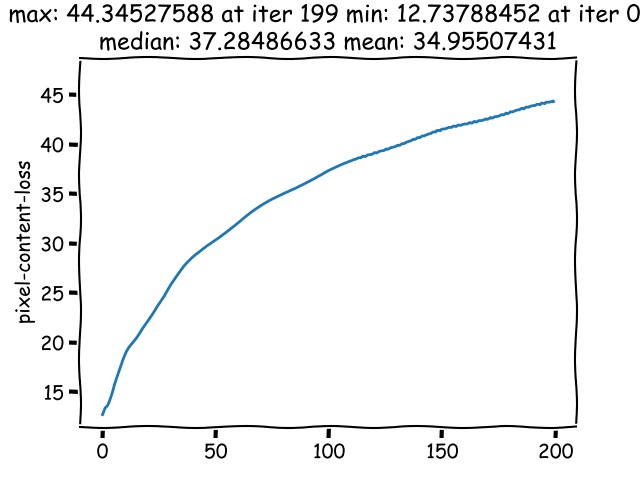 max: 44.34527588 at iter 199 min: 12.73788452 at iter 0
median: 37.28486633 mean: 34.95507431
pixel-content-loss
45
40
35
30
25
20
15
0 50 100 150 200